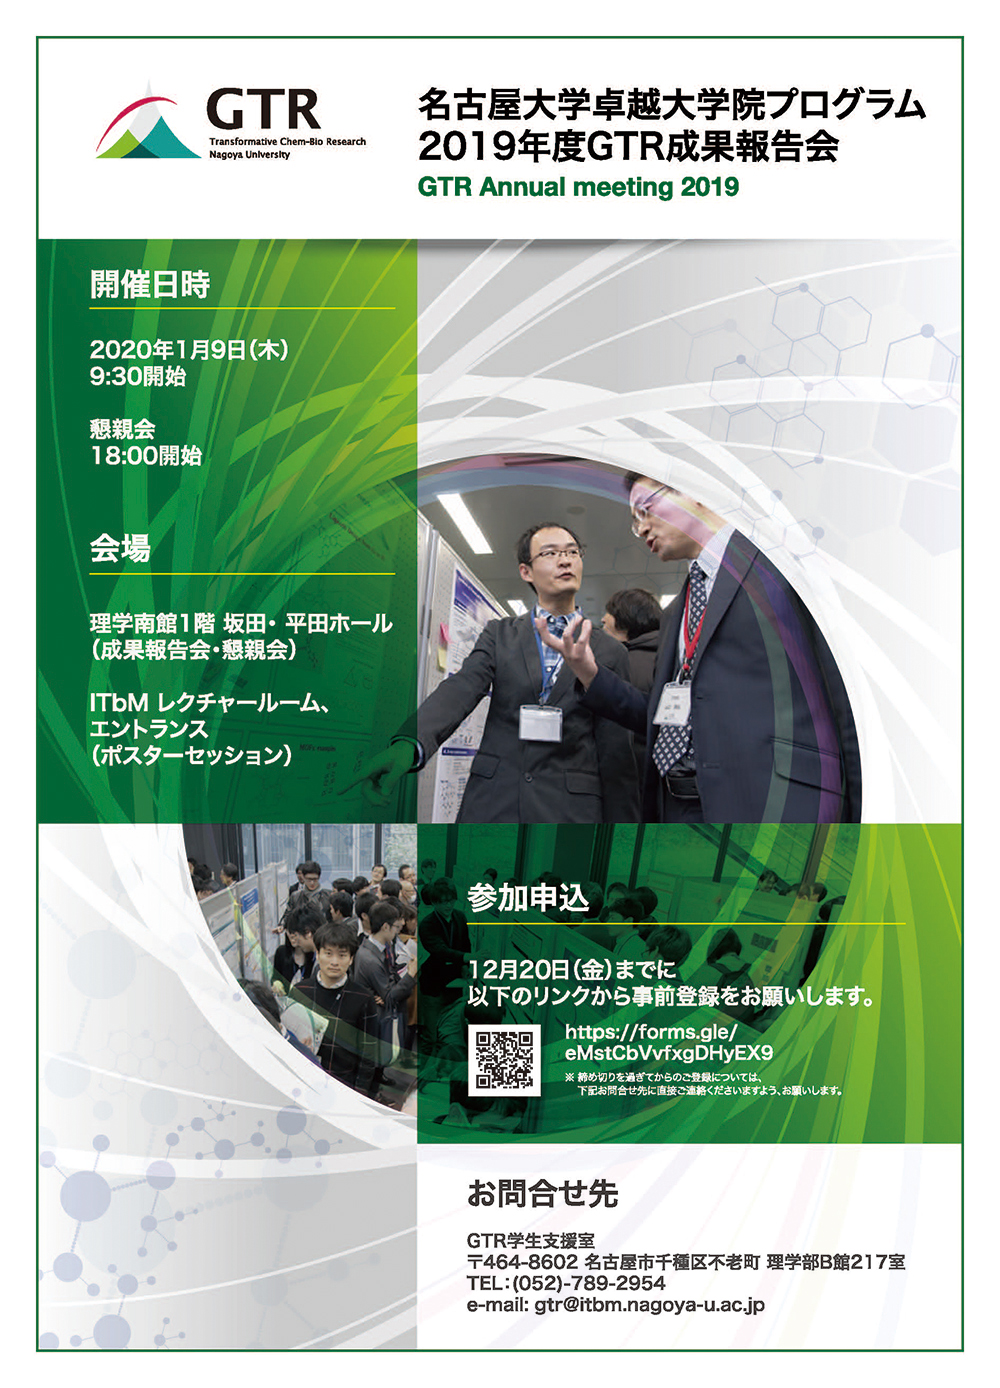 GTR
Transformative Chem-Bio Research
Nagoya University
名古屋大学卓越大学院プログラム
2019年度GTR成果報告会
GTR Annual meeting 2019
開催日時
2020年1月9日(木)
9:30開始
懇親会
18:00開始
会場
理学南館1階 坂田・平田ホール
(成果報告会・懇親会)
ITbM レクチャールーム、
エントランス
(ポスターセッション)
参加申込
12月20日(金)までに
以下のリンクから事前登録をお願いします。
https://forms.gle/
eMstCbVvfxgDHyEX9
※ 締め切りを過ぎてからのご登録については、
下記お問合せ先に直接ご連絡くださいますよう、お願いします。
お問合せ先
GTR学生支援室
〒464-8602 名古屋市千種区不老町 理学部B館217室
TEL:(052)-789-2954
e-mail: gtr@itbm.nagoya-u.ac.jp